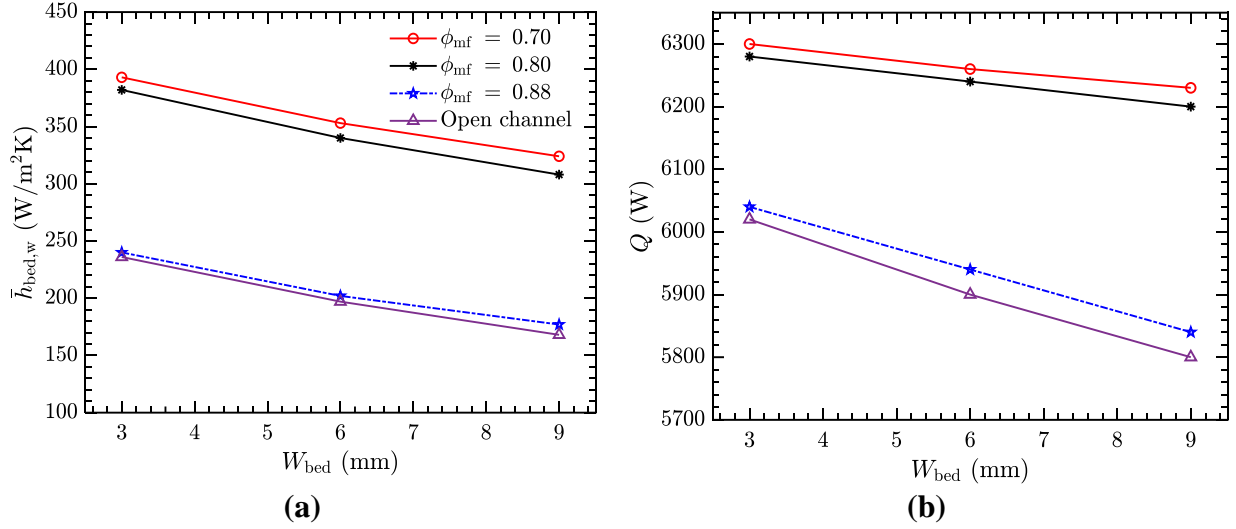 450
400
350
300
250
200
150
100
h̄bed,w (W/m²K)
ϕmf = 0.70
ϕmf = 0.80
ϕmf = 0.88
Open channel
3 4 5 6 7 8 9
Wbed (mm)
(a)
6300
6200
6100
6000
5900
5800
5700
Q (W)
3 4 5 6 7 8 9
Wbed (mm)
(b)